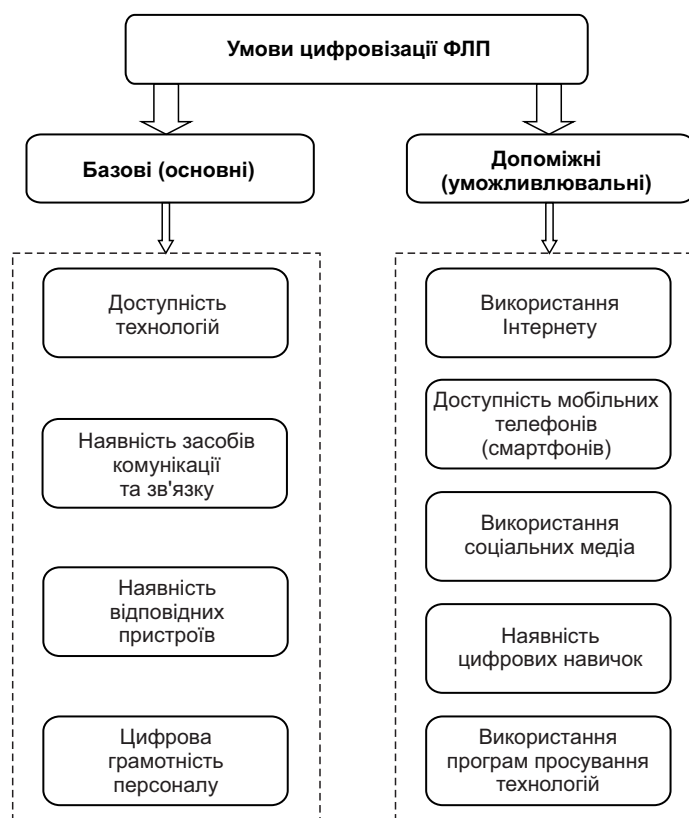 Умови цифровізації ФЛП
Базові (основні)
Допоміжні
(уможливлювальні)
Доступність
технологій
Наявність засобів
комунікації
та зв'язку
Наявність
відповідних
пристроїв
Цифрова
грамотність
персоналу
Використання
Інтернету
Доступність мобільних
телефонів
(смартфонів)
Використання
соціальних медіа
Наявність
цифрових навичок
Використання
програм просування
технологій